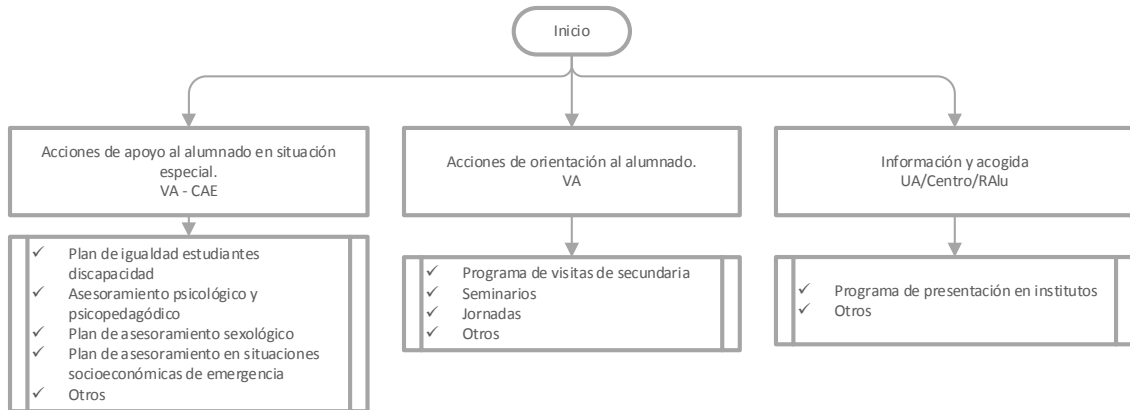 Inicio
Acciones de apoyo al alumnado en situación
especial.
VA - CAE
Acciones de orientación al alumnado.
VA
Información y acogida
UA/Centro/RAlu
✓ Plan de igualdad estudiantes
discapacidad
✓ Asesoramiento psicológico y
psicopedagódico
✓ Plan de asesoramiento sexológico
✓ Plan de asesoramiento en situaciones
socioeconómicas de emergencia
✓ Otros
✓ Programa de visitas de secundaria
✓ Seminarios
✓ Jornadas
✓ Otros
✓ Programa de presentación en institutos
✓ Otros